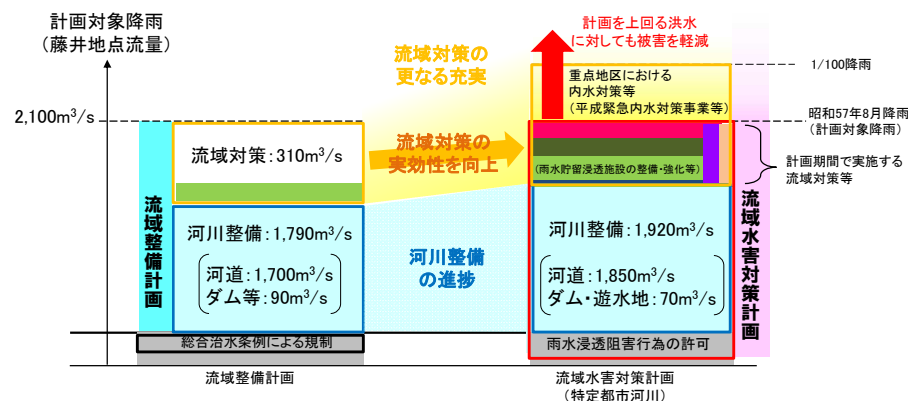 計画対象降雨
(藤井地点流量)
2,100m³/s
流域整備計画
流域対策:310m³/s
河川整備:1,790m³/s
河道:1,700m³/s
ダム等:90m³/s
総合治水条例による規制
流域整備計画
流域対策の
更なる充実
流域対策の
実効性を向上
河川整備
の進捗
計画を上回る洪水
に対しても被害を軽減
重点地区における
内水対策等
(平成緊急内水対策事業等)
(雨水貯留浸透施設の整備・強化等)
河川整備:1,920m³/s
河道:1,850m³/s
ダム・遊水地:70m³/s
雨水浸透阻害行為の許可
流域水害対策計画
(特定都市河川)
流域水害対策計画
1/100降雨
昭和57年8月降雨
(計画対象降雨)
計画期間で実施する
流域対策等